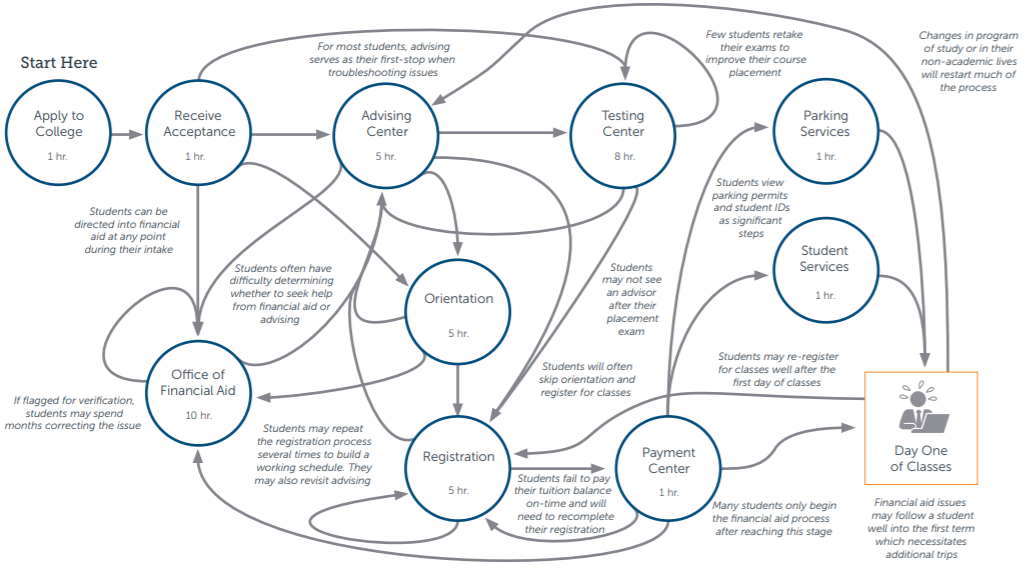 Start Here
Apply to
College
1 hr.
Receive
Acceptance
1 hr.
For most students, advising
serves as their first-stop when
troubleshooting issues
Advising
Center
5 hr.
Testing
Center
8 hr.
Few students retake
their exams to
improve their course
placement
Parking
Services
1 hr.
Changes in program
of study or in their
non-academic lives
will restart much of
the process
Students can be
directed into financial
aid at any point
during their intake
Students often have
difficulty determining
whether to seek help
from financial aid or
advising
Orientation
5 hr.
Students
may not see
an advisor
after their
placement
exam
Students view
parking permits
and student IDs
as significant
steps
Student
Services
1 hr.
Office of
Financial Aid
10 hr.
If flagged for verification,
students may spend
months correcting the issue
Students may repeat
the registration process
several times to build a
working schedule. They
may also revisit advising
Students will often
skip orientation and
register for classes
Students may re-register
for classes well after the
first day of classes
Registration
5 hr.
Students fail to pay
their tuition balance
on-time and will
need to recomplete
their registration
Payment
Center
1 hr.
Many students only begin
the financial aid process
after reaching this stage
Day One
of Classes
Financial aid issues
may follow a student
well into the first term
which necessitates
additional trips